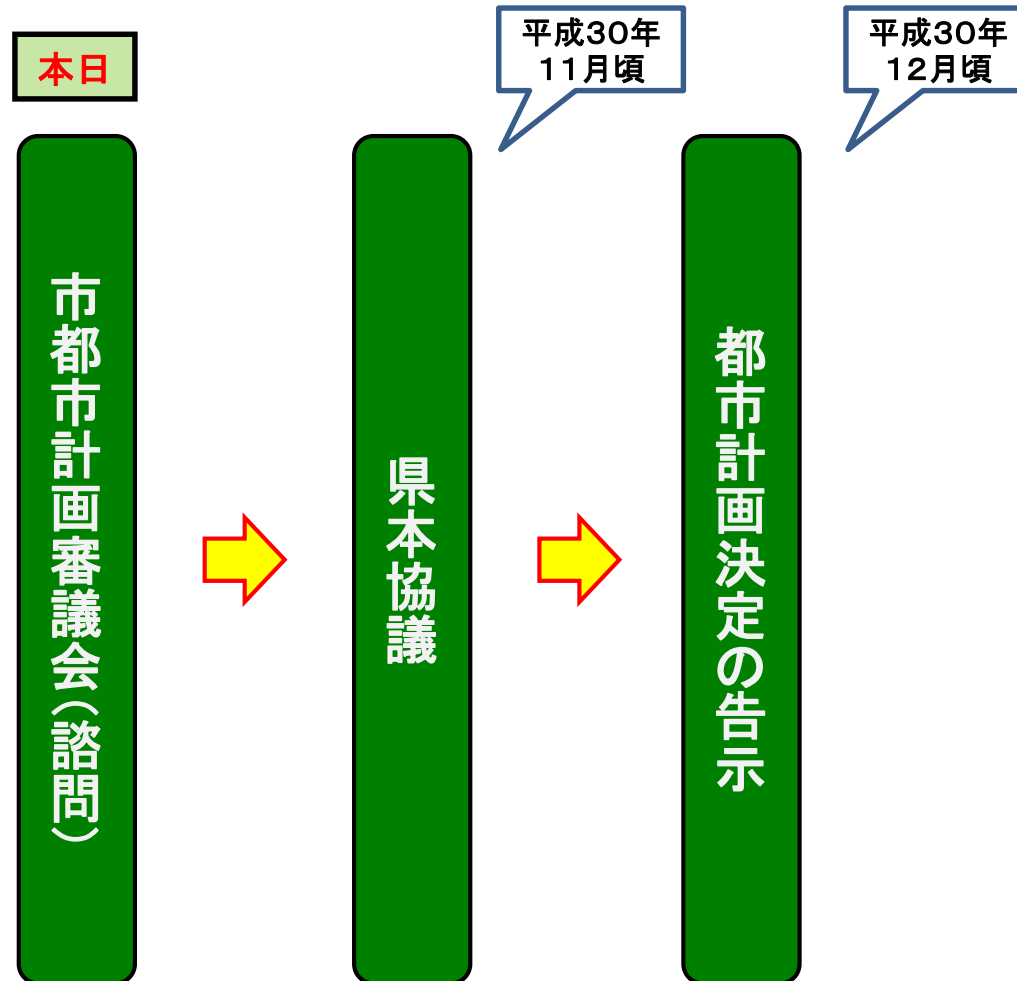 本日
市都市計画審議会（諮問）
平成30年
11月頃
県本協議
平成30年
12月頃
都市計画決定の告示